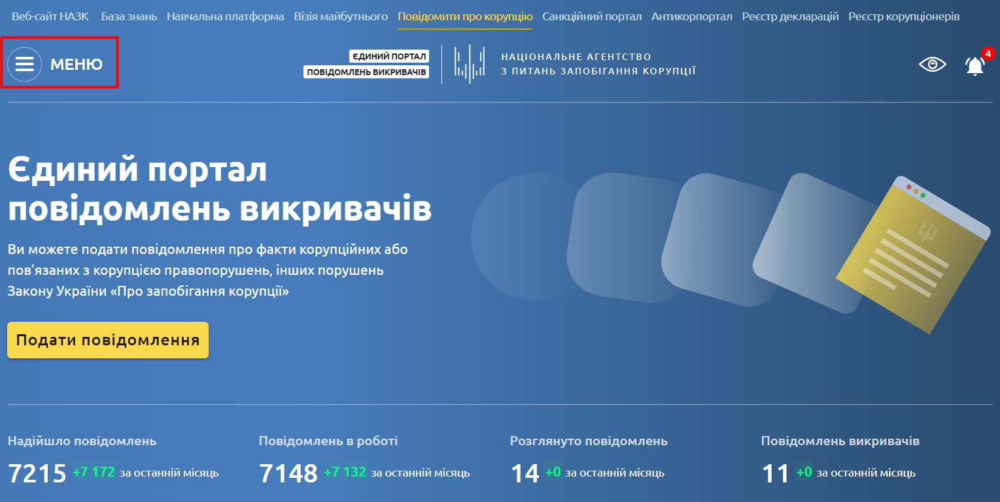 Веб-сайт НАЗК База знань Навчальна платформа Візія майбутнього Повідомити про корупцію Санкційний портал Антикорпортал Реєстр декларацій Реєстр корупціонерів
МЕНЮ
ЄДИНИЙ ПОРТАЛ
ПОВІДОМЛЕНЬ ВИКРИВАЧІВ
НАЦІОНАЛЬНЕ АГЕНТСТВО
З ПИТАНЬ ЗАПОБІГАННЯ КОРУПЦІЇ
4
Єдиний портал
повідомлень викривачів
Ви можете подати повідомлення про факти корупційних або
пов’язаних з корупцією правопорушень, інших порушень
Закону України «Про запобігання корупції»
Подати повідомлення
Надійшло повідомлень
7215 +7 172 за останній місяць
Повідомлень в роботі
7148 +7 132 за останній місяць
Розглянуто повідомлень
14 +0 за останній місяць
Повідомлень викривачів
11 +0 за останній місяць